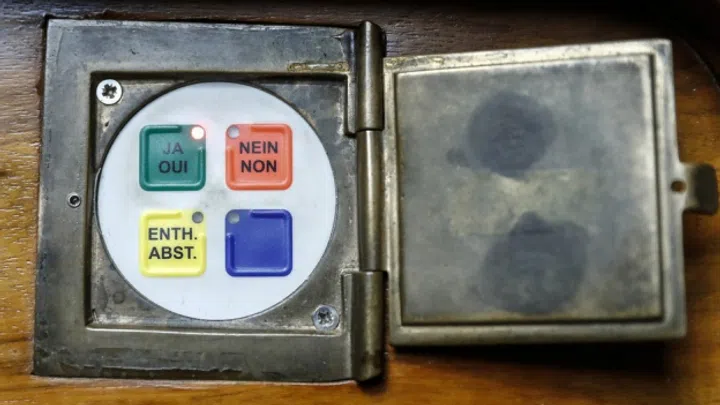 JA
OUI
NEIN
NON
ENTH.
ABST.